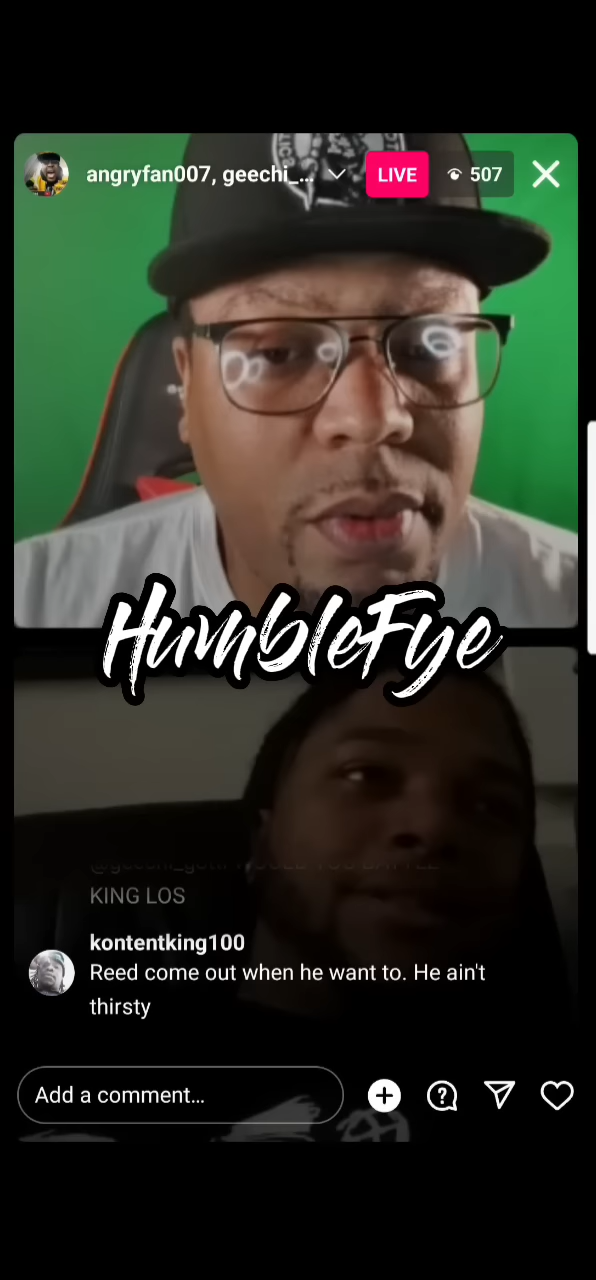 angryfan007, geechi_...
LIVE
507
HumbleFye
KING LOS
kontentking100
Reed come out when he want to. He ain't
thirsty
Add a comment...